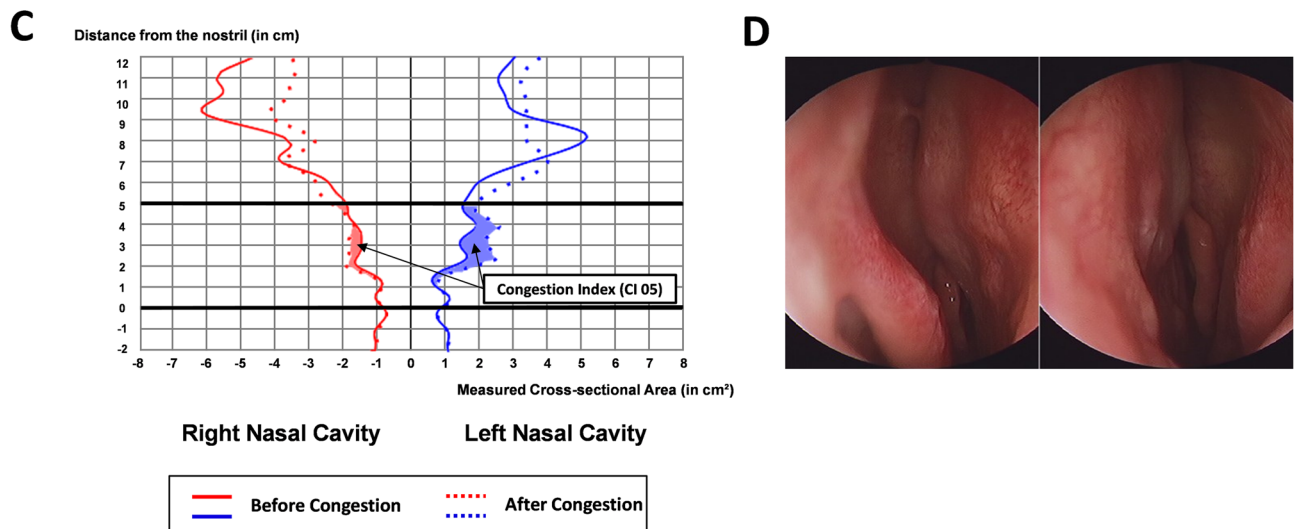 C
D
Distance from the nostril (in cm)
12
11
10
9
8
7
6
5
4
3
2
1
0
-1
-2
Congestion Index (CI 05)
-8 -7 -6 -5 -4 -3 -2 -1 0 1 2 3 4 5 6 7 8
Measured Cross-sectional Area (in cm²)
Right Nasal Cavity Left Nasal Cavity
Before Congestion After Congestion